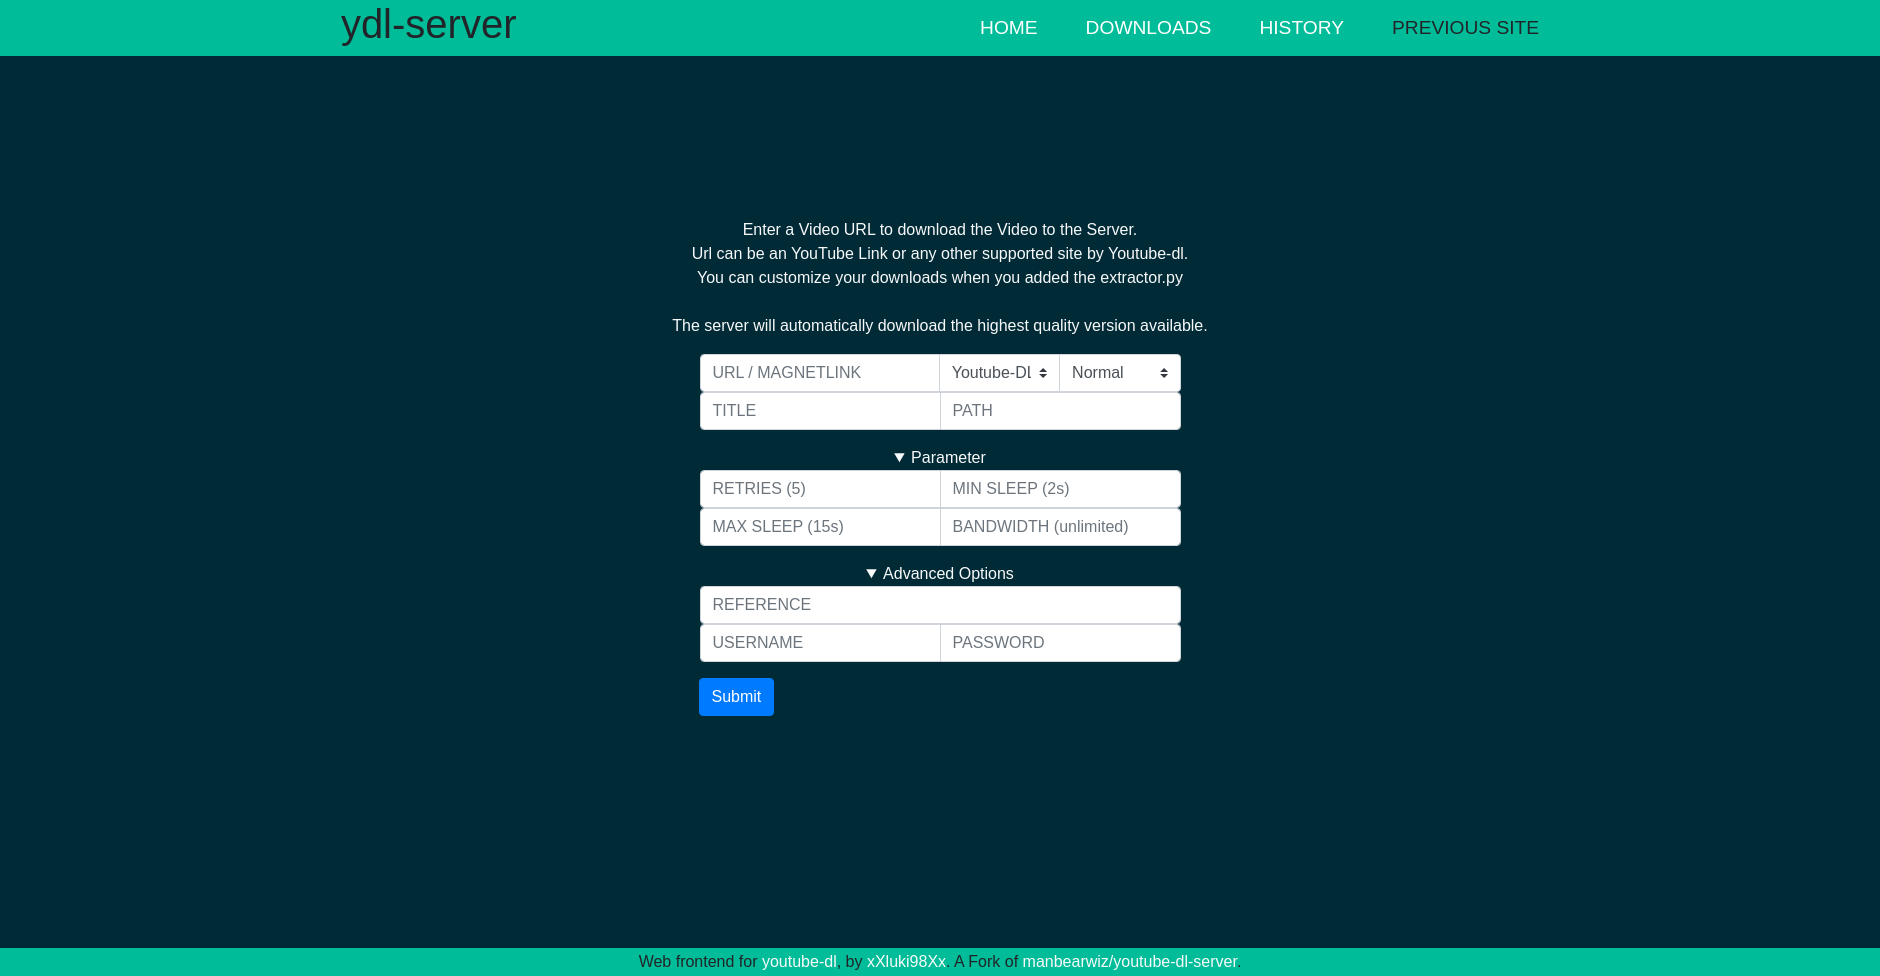 ydl-server HOME DOWNLOADS HISTORY PREVIOUS SITE
Enter a Video URL to download the Video to the Server.
Url can be an YouTube Link or any other supported site by Youtube-dl.
You can customize your downloads when you added the extractor.py
The server will automatically download the highest quality version available.
URL / MAGNETLINK Youtube-DL Normal
TITLE PATH
Parameter
RETRIES (5) MIN SLEEP (2s)
MAX SLEEP (15s) BANDWIDTH (unlimited)
Advanced Options
REFERENCE
USERNAME PASSWORD
Submit
Web frontend for youtube-dl, by xXluki98Xx. A Fork of manbearwiz/youtube-dl-server.